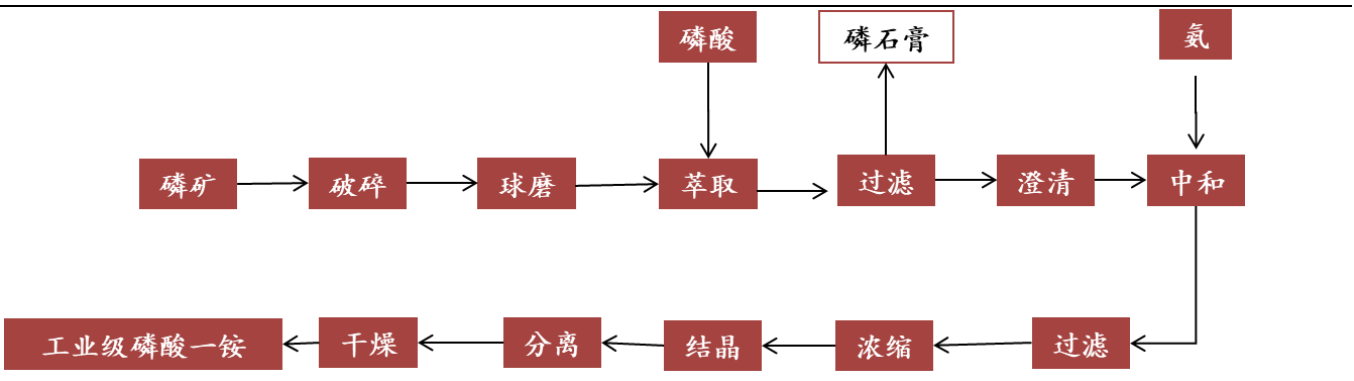 磷酸
磷石膏
氨
磷矿
破碎
球磨
萃取
过滤
澄清
中和
工业级磷酸一铵
干燥
分离
结晶
浓缩
过滤